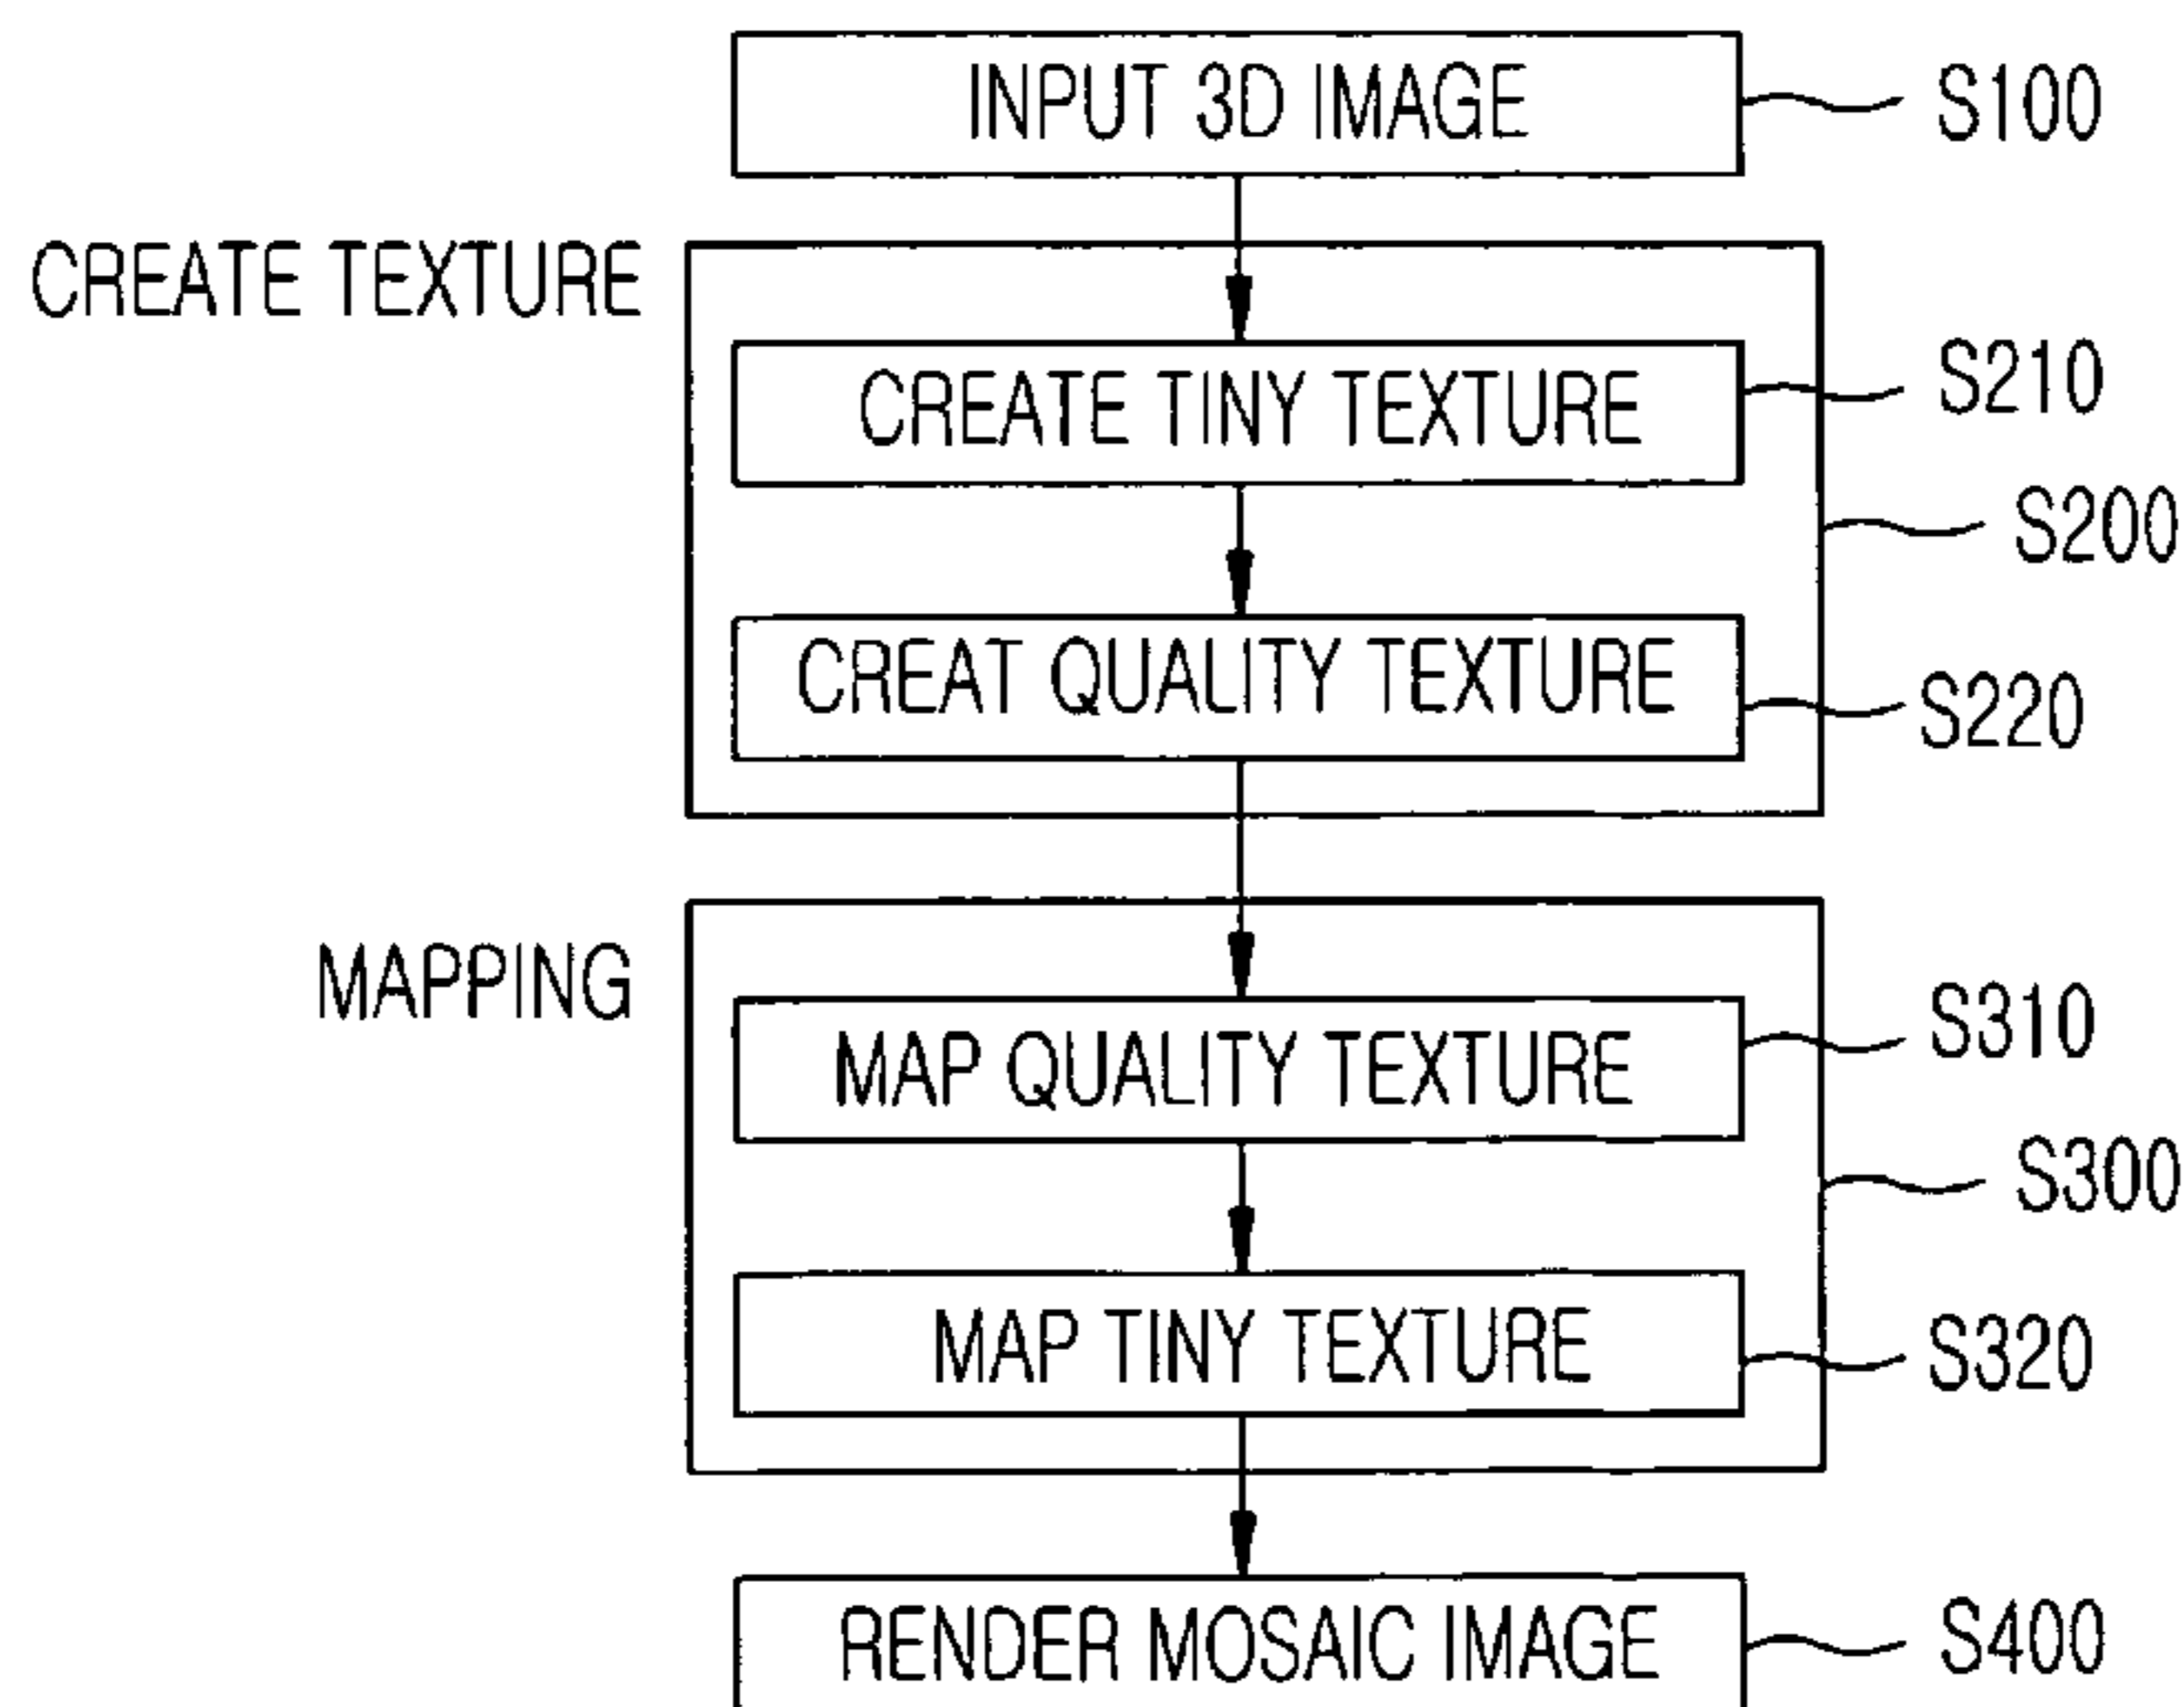 INPUT 3D IMAGE
S100
CREATE TEXTURE
CREATE TINY TEXTURE
S210
S200
CREAT QUALITY TEXTURE
S220
MAPPING
MAP QUALITY TEXTURE
S310
S300
MAP TINY TEXTURE
S320
RENDER MOSAIC IMAGE
S400